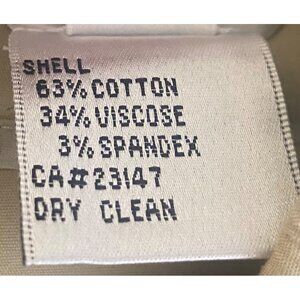 SHELL
63% COTTON
34% VISCOSE
3% SPANDEX
CA# 23147
DRY CLEAN